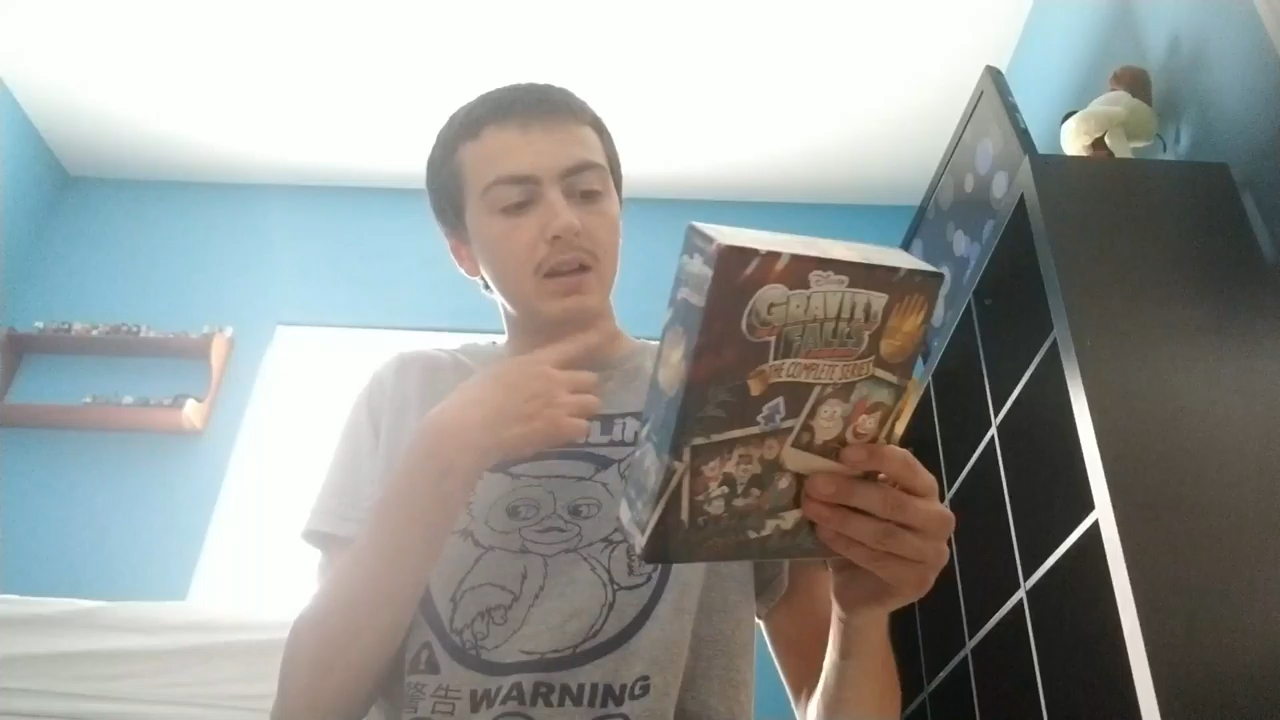 Disney
GRAVITY
FALLS
THE COMPLETE SERIES
警告 WARNING